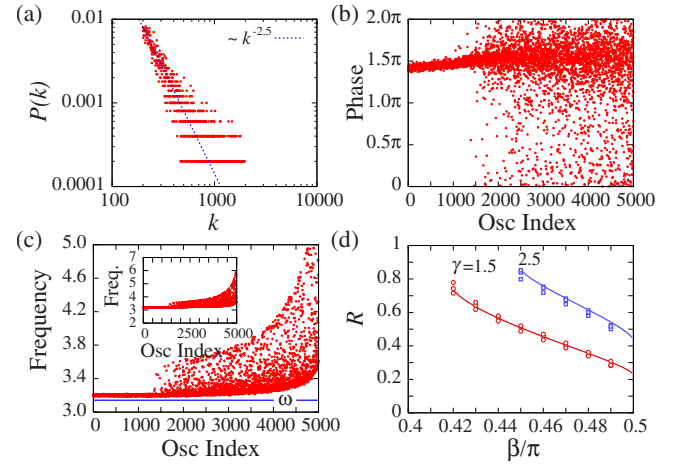 (a)
0.01
0.001
0.0001
P(k)
~ k^-2.5
100
1000
10000
k
(b)
2.0π
1.5π
1.0π
0.5π
0
Phase
0 1000 2000 3000 4000 5000
Osc Index
(c)
5.0
4.6
4.2
3.8
3.4
3.0
Frequency
7
6
5
4
3
2
Freq.
0 2500 5000
Osc Index
ω
0 1000 2000 3000 4000 5000
Osc Index
(d)
1
0.8
0.6
0.4
0.2
0
R
γ=1.5
2.5
0.4 0.42 0.44 0.46 0.48 0.5
β/π